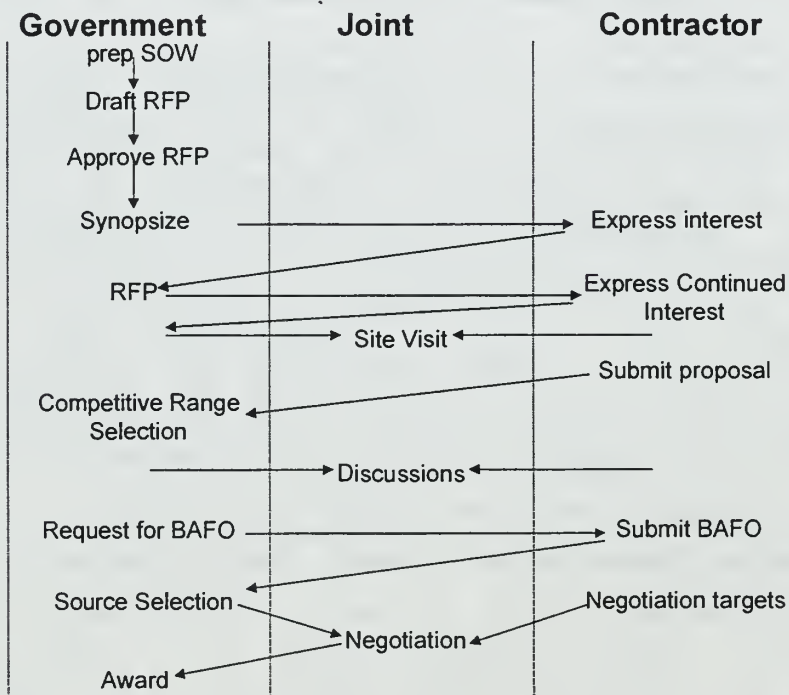 Government Joint Contractor
prep SOW
Draft RFP
Approve RFP
Synopsize Express interest
RFP Express Continued
Interest
Site Visit
Submit proposal
Competitive Range
Selection
Discussions
Request for BAFO Submit BAFO
Source Selection Negotiation targets
Negotiation
Award